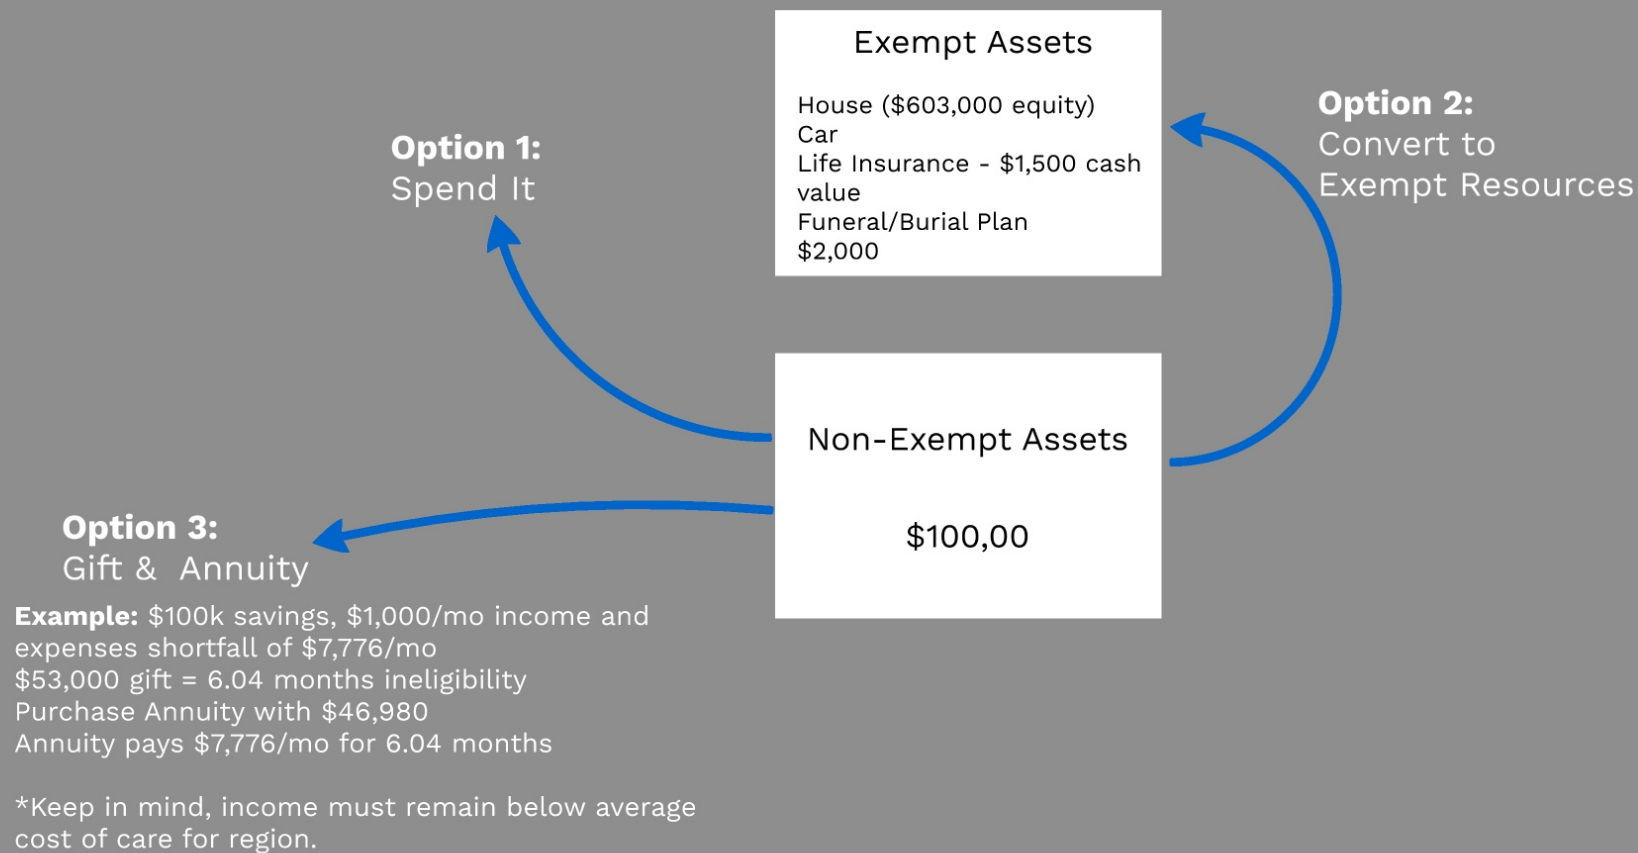 Exempt Assets
House ($603,000 equity)
Car
Life Insurance - $1,500 cash
value
Funeral/Burial Plan
$2,000
Option 1:
Spend It
Option 2:
Convert to
Exempt Resources
Non-Exempt Assets
$100,00
Option 3:
Gift & Annuity
Example: $100k savings, $1,000/mo income and
expenses shortfall of $7,776/mo
$53,000 gift = 6.04 months ineligibility
Purchase Annuity with $46,980
Annuity pays $7,776/mo for 6.04 months
*Keep in mind, income must remain below average
cost of care for region.